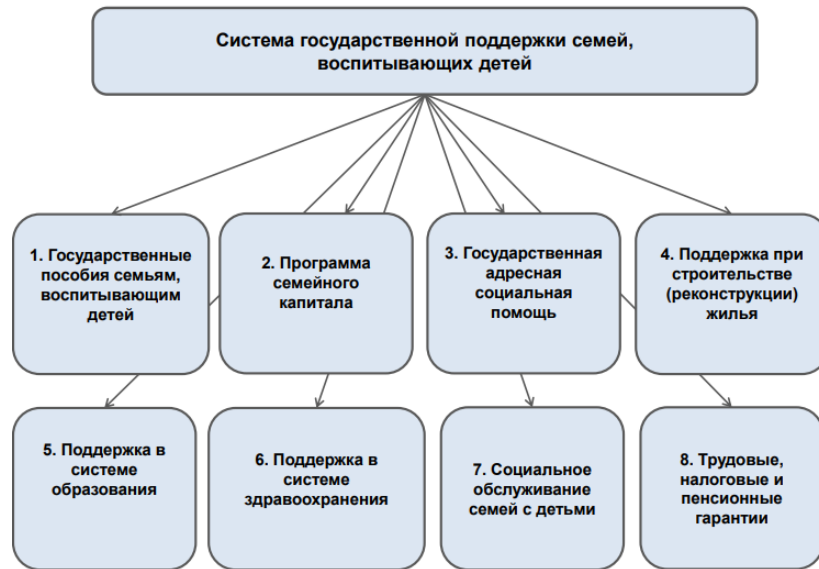 Система государственной поддержки семей,
воспитывающих детей
1. Государственные
пособия семьям,
воспитывающим
детей
2. Программа
семейного
капитала
3. Государственная
адресная
социальная
помощь
4. Поддержка при
строительстве
(реконструкции)
жилья
5. Поддержка в
системе
образования
6. Поддержка в
системе
здравоохранения
7. Социальное
обслуживание
семей с детьми
8. Трудовые,
налоговые и
пенсионные
гарантии